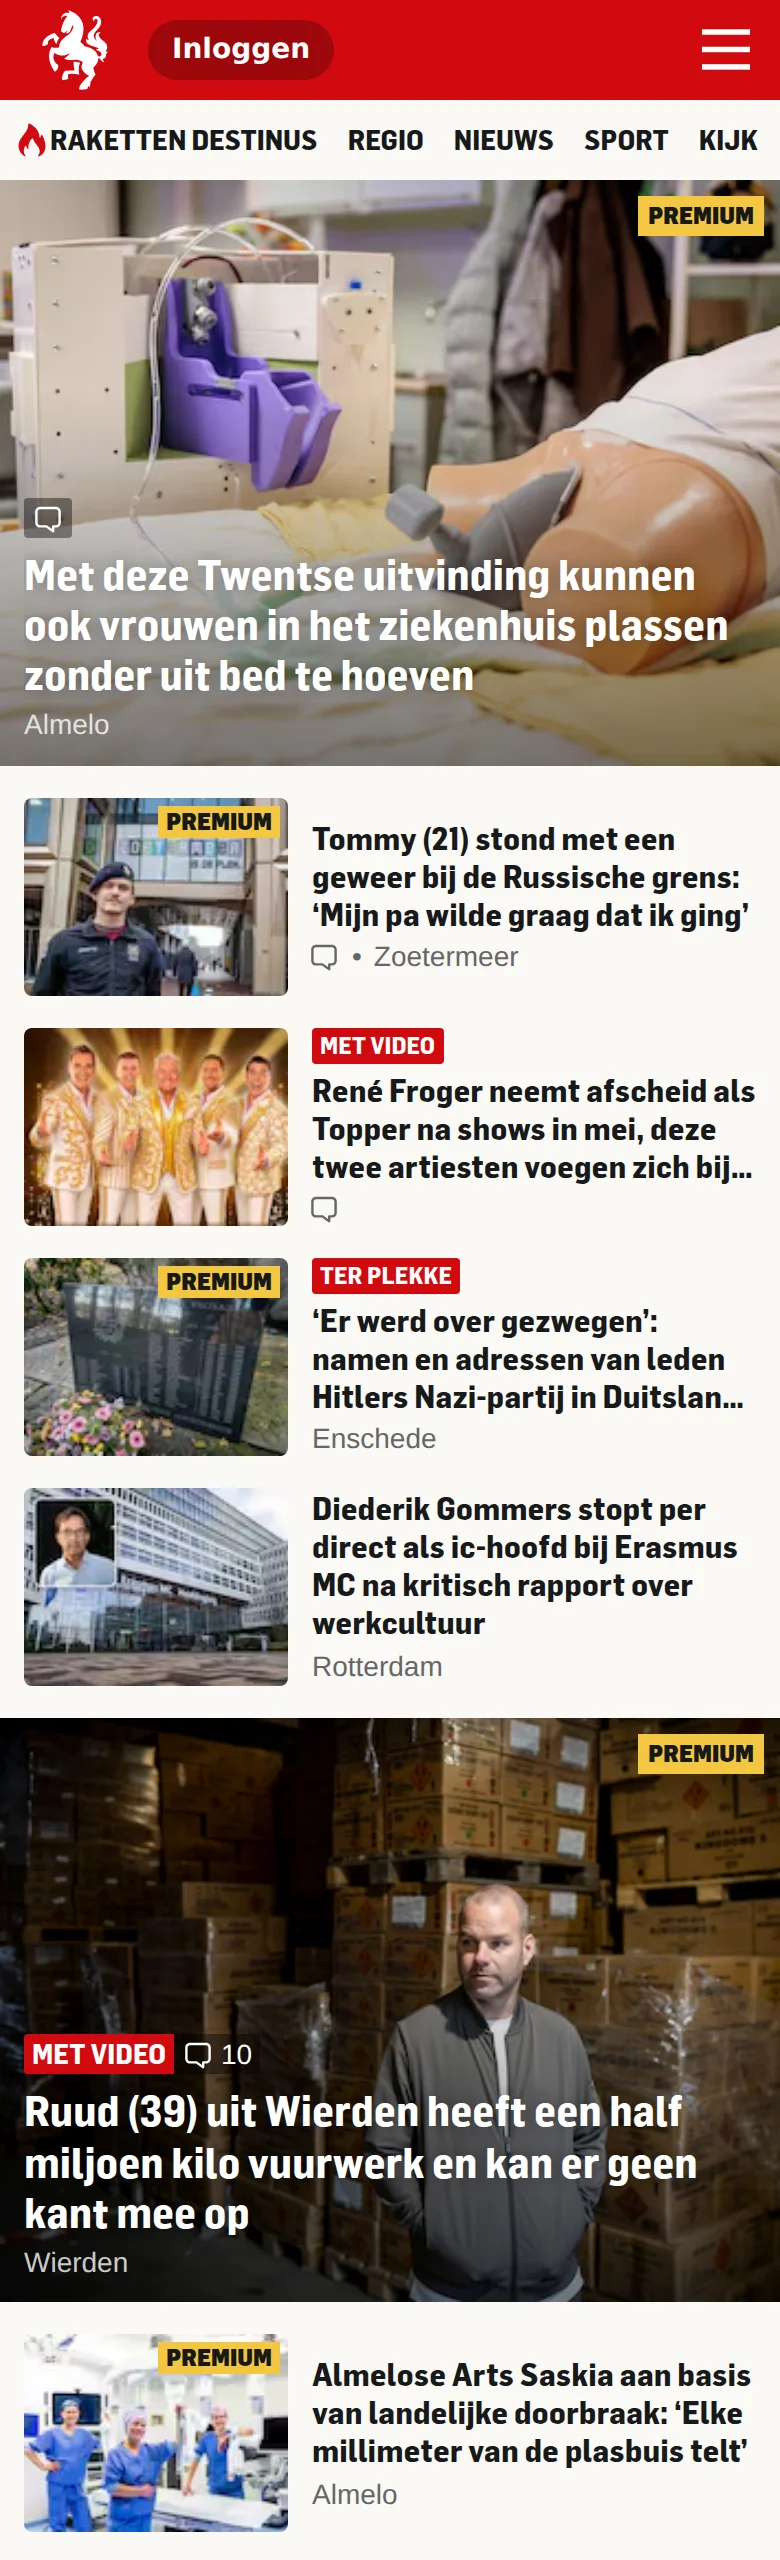 Inloggen
RAKETTEN DESTINUS REGIO NIEUWS SPORT KIJK
PREMIUM
Met deze Twentse uitvinding kunnen
ook vrouwen in het ziekenhuis plassen
zonder uit bed te hoeven
Almelo
PREMIUM
Tommy (21) stond met een
geweer bij de Russische grens:
‘Mijn pa wilde graag dat ik ging’
• Zoetermeer
MET VIDEO
René Froger neemt afscheid als
Topper na shows in mei, deze
twee artiesten voegen zich bij...
PREMIUM
TER PLEKKE
‘Er werd over gezwegen’:
namen en adressen van leden
Hitlers Nazi-partij in Duitslan...
Enschede
Diederik Gommers stopt per
direct als ic-hoofd bij Erasmus
MC na kritisch rapport over
werkcultuur
Rotterdam
PREMIUM
MET VIDEO 10
Ruud (39) uit Wierden heeft een half
miljoen kilo vuurwerk en kan er geen
kant mee op
Wierden
PREMIUM
Almelose Arts Saskia aan basis
van landelijke doorbraak: ‘Elke
millimeter van de plasbuis telt’
Almelo